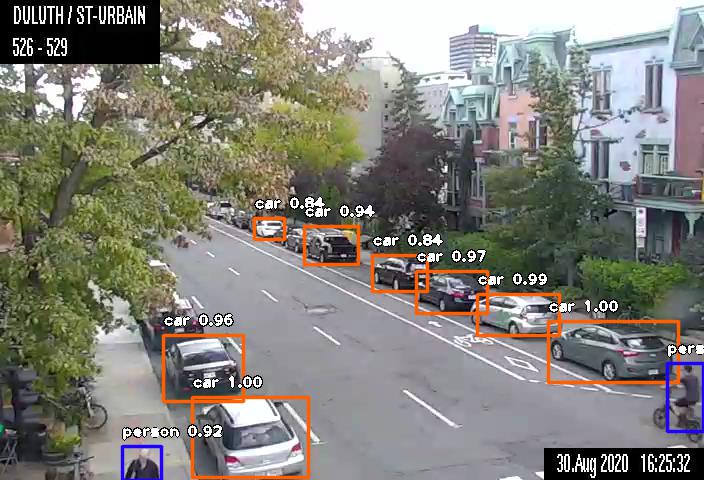 DULUTH / ST-URBAIN
526 - 529
car 0.84
car 0.94
car 0.84
car 0.97
car 0.99
car 1.00
car 0.96
pers
car 1.00
person 0.92
30.Aug 2020 16:25:32